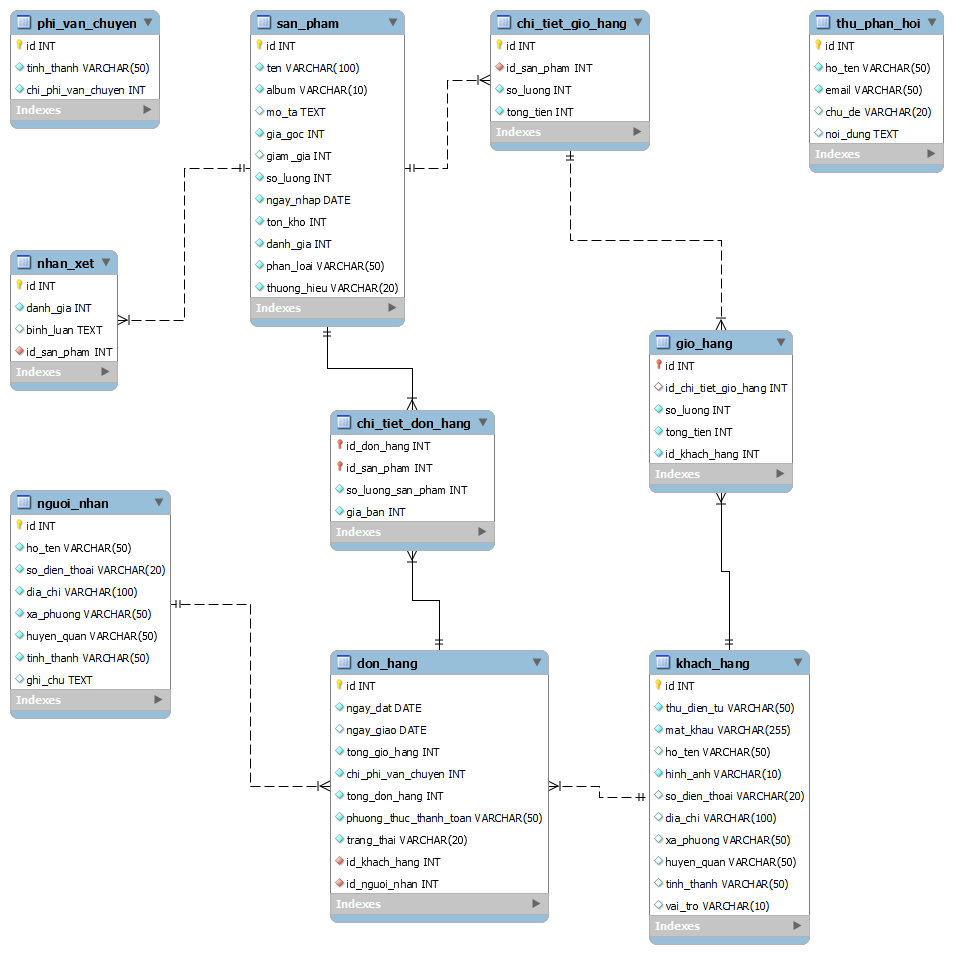 phi_van_chuyen
id INT
tinh_thanh VARCHAR(50)
chi_phi_van_chuyen INT
Indexes
san_pham
id INT
ten VARCHAR(100)
album VARCHAR(10)
mo_ta TEXT
gia_goc INT
giam_gia INT
so_luong INT
ngay_nhap DATE
ton_kho INT
danh_gia INT
phan_loai VARCHAR(50)
thuong_hieu VARCHAR(20)
Indexes
chi_tiet_gio_hang
id INT
id_san_pham INT
so_luong INT
tong_tien INT
Indexes
thu_phan_hoi
id INT
ho_ten VARCHAR(50)
email VARCHAR(50)
chu_de VARCHAR(20)
noi_dung TEXT
Indexes
nhan_xet
id INT
danh_gia INT
binh_luan TEXT
id_san_pham INT
Indexes
gio_hang
id INT
id_chi_tiet_gio_hang INT
so_luong INT
tong_tien INT
id_khach_hang INT
Indexes
chi_tiet_don_hang
id_don_hang INT
id_san_pham INT
so_luong_san_pham INT
gia_ban INT
Indexes
nguoi_nhan
id INT
ho_ten VARCHAR(50)
so_dien_thoai VARCHAR(20)
dia_chi VARCHAR(100)
xa_phuong VARCHAR(50)
huyen_quan VARCHAR(50)
tinh_thanh VARCHAR(50)
ghi_chu TEXT
Indexes
don_hang
id INT
ngay_dat DATE
ngay_giao DATE
tong_gio_hang INT
chi_phi_van_chuyen INT
tong_don_hang INT
phuong_thuc_thanh_toan VARCHAR(50)
trang_thai VARCHAR(20)
id_khach_hang INT
id_nguoi_nhan INT
Indexes
khach_hang
id INT
thu_dien_tu VARCHAR(50)
mat_khau VARCHAR(255)
ho_ten VARCHAR(50)
hinh_anh VARCHAR(10)
so_dien_thoai VARCHAR(20)
dia_chi VARCHAR(100)
xa_phuong VARCHAR(50)
huyen_quan VARCHAR(50)
tinh_thanh VARCHAR(50)
vai_tro VARCHAR(10)
Indexes